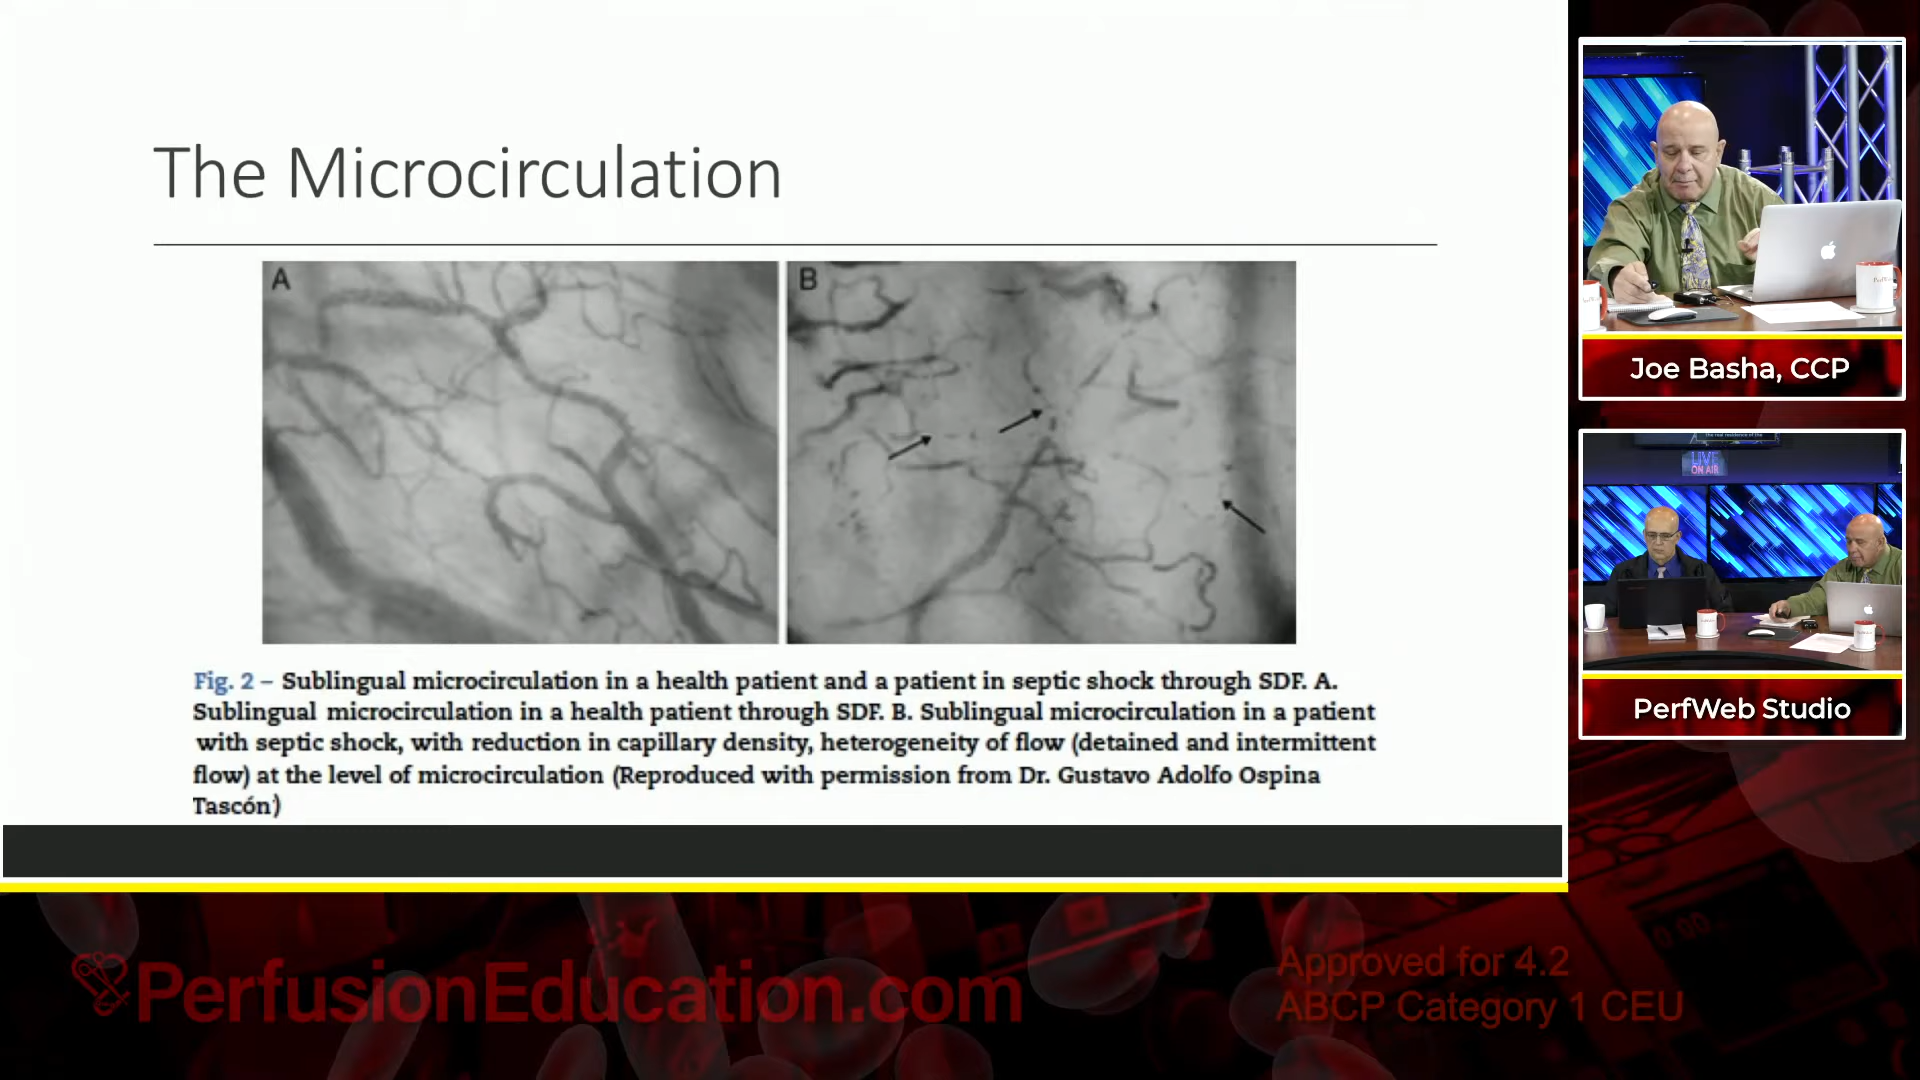 The Microcirculation
A
B
Fig. 2 – Sublingual microcirculation in a health patient and a patient in septic shock through SDF. A.
Sublingual microcirculation in a health patient through SDF. B. Sublingual microcirculation in a patient
with septic shock, with reduction in capillary density, heterogeneity of flow (detained and intermittent
flow) at the level of microcirculation (Reproduced with permission from Dr. Gustavo Adolfo Ospina
Tascón)
Joe Basha, CCP
LIVE
ON AIR
PerfWeb Studio
PerfusionEducation.com
Approved for 4.2
ABCP Category 1 CEU